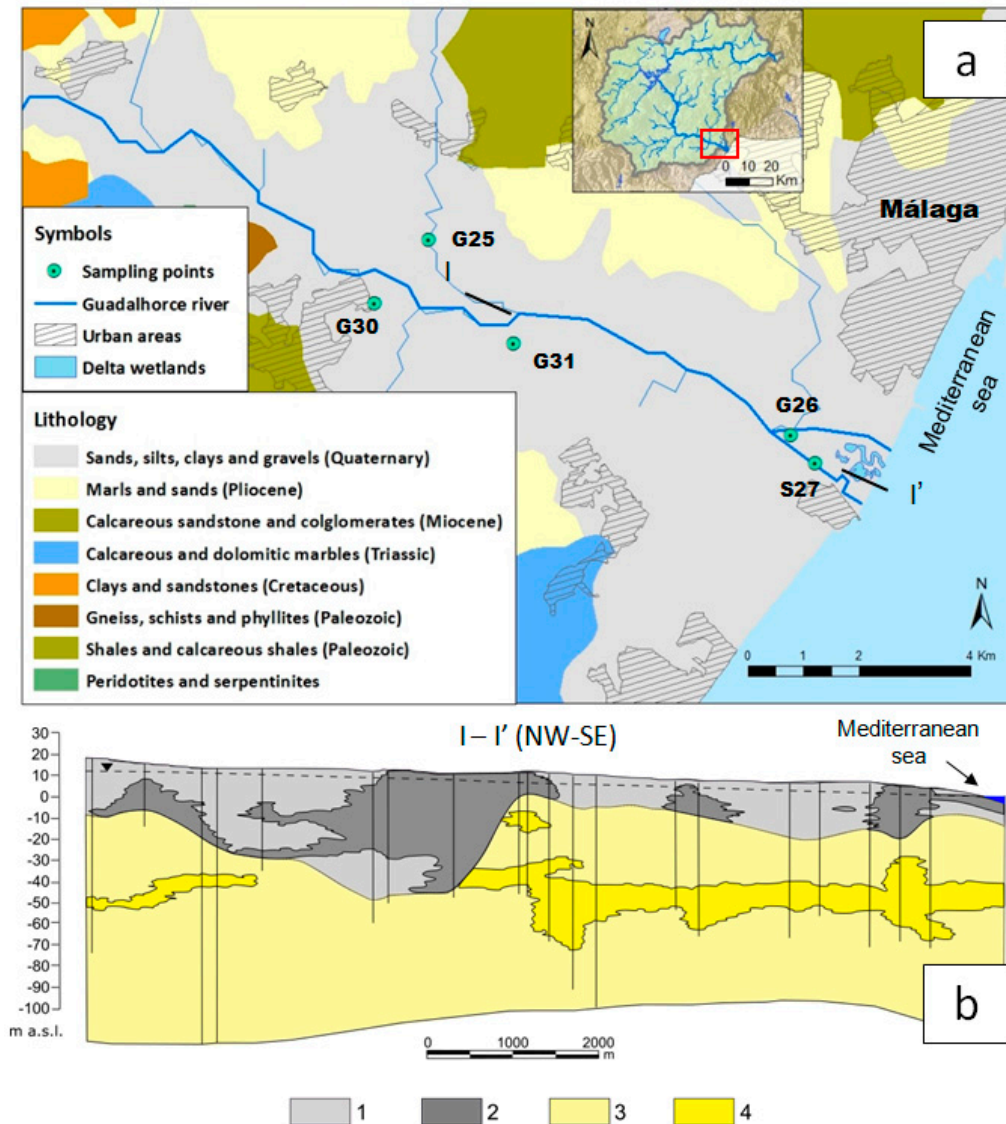 a
N
0 10 20
Km
Málaga
Symbols
Sampling points
Guadalhorce river
Urban areas
Delta wetlands
G25
I
G30
G31
G26
S27
I'
Mediterranean
sea
Lithology
Sands, silts, clays and gravels (Quaternary)
Marls and sands (Pliocene)
Calcareous sandstone and colglomerates (Miocene)
Calcareous and dolomitic marbles (Triassic)
Clays and sandstones (Cretaceous)
Gneiss, schists and phyllites (Paleozoic)
Shales and calcareous shales (Paleozoic)
Peridotites and serpentinites
N
0 1 2 4 Km
I – I' (NW-SE)
Mediterranean
sea
30
20
10
0
-10
-20
-30
-40
-50
-60
-70
-80
-90
-100
m a.s.l.
b
0 1000 2000
m
1 2 3 4